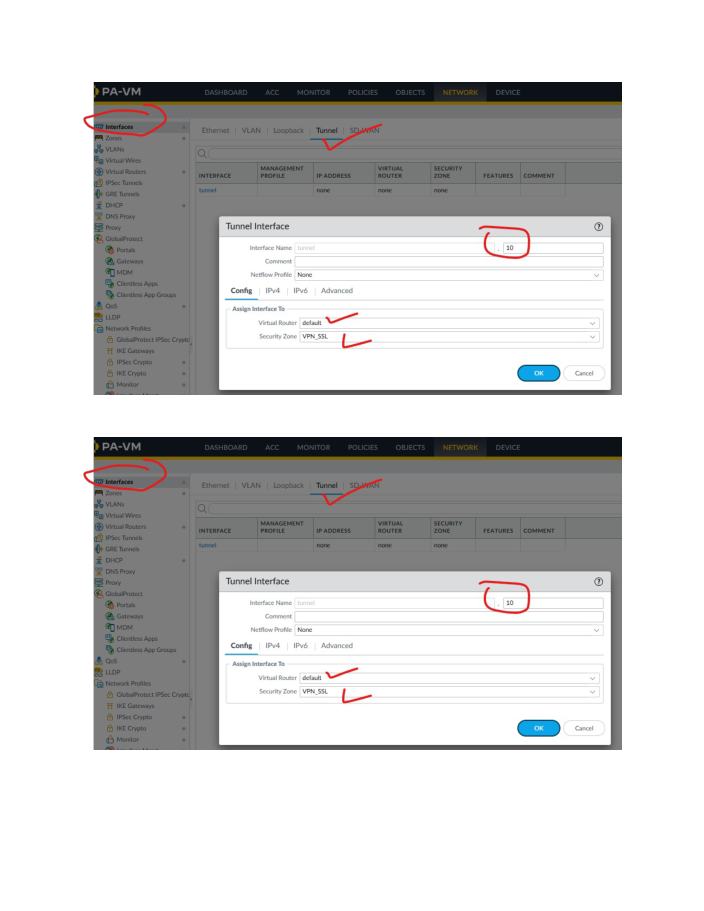 PA-VM
DASHBOARD ACC MONITOR POLICIES OBJECTS NETWORK DEVICE
Interfaces
Zones
VLANs
Virtual Wires
Virtual Routers
IPSec Tunnels
GRE Tunnels
DHCP
DNS Proxy
Proxy
GlobalProtect
Portals
Gateways
MDM
Clientless Apps
Clientless App Groups
QoS
LLDP
Network Profiles
GlobalProtect IPSec Crypto
IKE Gateways
IPSec Crypto
IKE Crypto
Monitor
Ethernet | VLAN | Loopback | Tunnel | SD-WAN
INTERFACE MANAGEMENT PROFILE IP ADDRESS VIRTUAL ROUTER SECURITY ZONE FEATURES COMMENT
tunnel none none none
Tunnel Interface
Interface Name tunnel . 10
Comment
Netflow Profile None
Config | IPv4 | IPv6 | Advanced
Assign Interface To
Virtual Router default
Security Zone VPN_SSL
OK Cancel
PA-VM
DASHBOARD ACC MONITOR POLICIES OBJECTS NETWORK DEVICE
Interfaces
Zones
VLANs
Virtual Wires
Virtual Routers
IPSec Tunnels
GRE Tunnels
DHCP
DNS Proxy
Proxy
GlobalProtect
Portals
Gateways
MDM
Clientless Apps
Clientless App Groups
QoS
LLDP
Network Profiles
GlobalProtect IPSec Crypto
IKE Gateways
IPSec Crypto
IKE Crypto
Monitor
Ethernet | VLAN | Loopback | Tunnel | SD-WAN
INTERFACE MANAGEMENT PROFILE IP ADDRESS VIRTUAL ROUTER SECURITY ZONE FEATURES COMMENT
tunnel none none none
Tunnel Interface
Interface Name tunnel . 10
Comment
Netflow Profile None
Config | IPv4 | IPv6 | Advanced
Assign Interface To
Virtual Router default
Security Zone VPN_SSL
OK Cancel